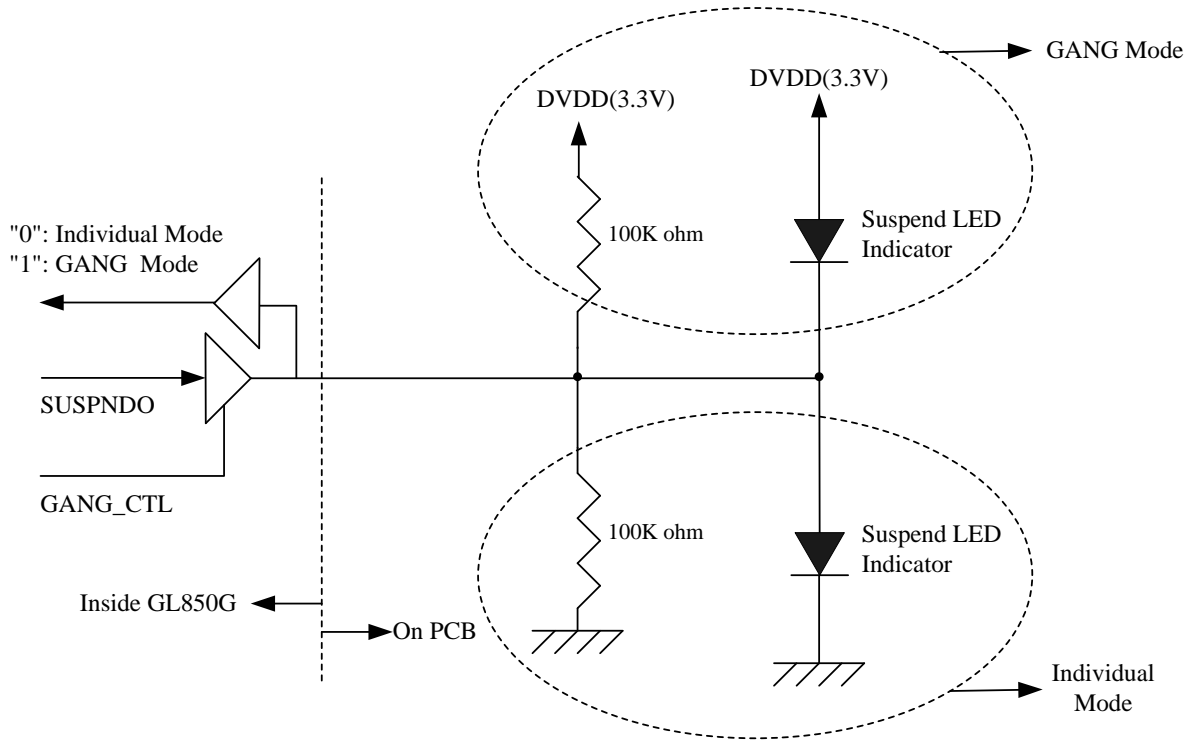 GANG Mode
DVDD(3.3V)
DVDD(3.3V)
"0": Individual Mode
"1": GANG Mode
100K ohm
Suspend LED
Indicator
SUSPNDO
GANG_CTL
100K ohm
Suspend LED
Indicator
Inside GL850G
On PCB
Individual
Mode